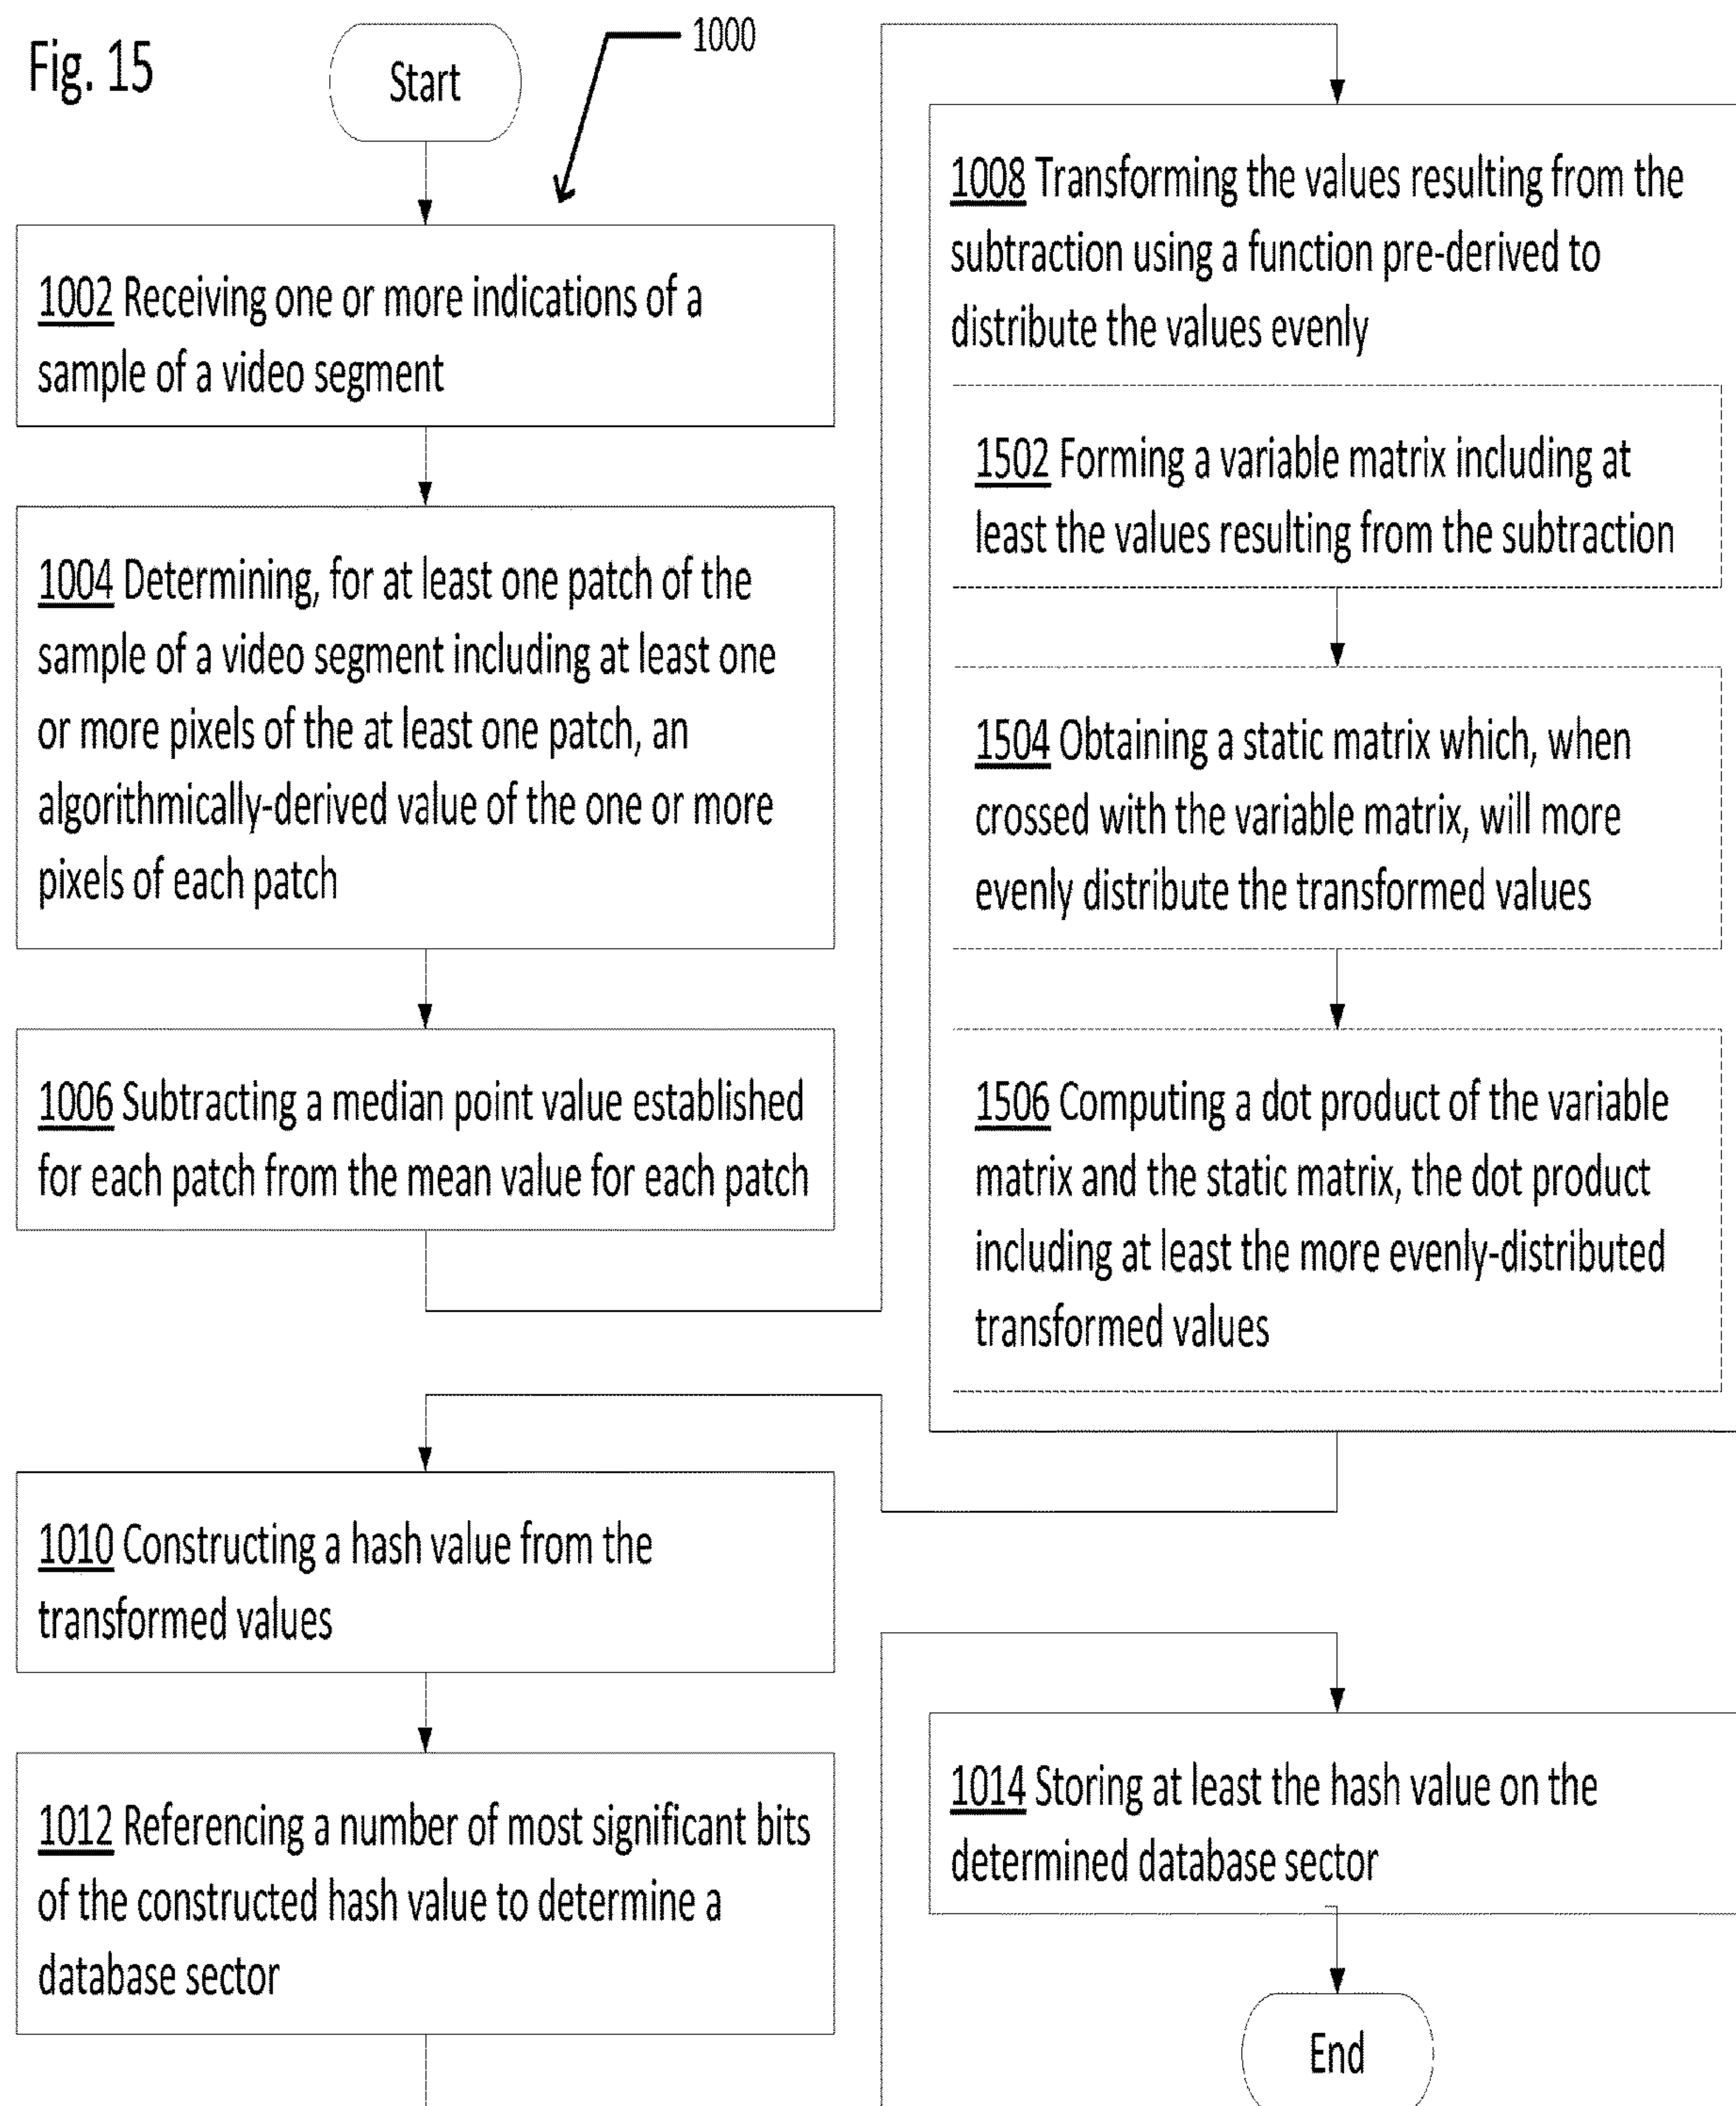 Fig. 15
Start
1000
1002 Receiving one or more indications of a
sample of a video segment
1004 Determining, for at least one patch of the
sample of a video segment including at least one
or more pixels of the at least one patch, an
algorithmically-derived value of the one or more
pixels of each patch
1006 Subtracting a median point value established
for each patch from the mean value for each patch
1008 Transforming the values resulting from the
subtraction using a function pre-derived to
distribute the values evenly
1502 Forming a variable matrix including at
least the values resulting from the subtraction
1504 Obtaining a static matrix which, when
crossed with the variable matrix, will more
evenly distribute the transformed values
1506 Computing a dot product of the variable
matrix and the static matrix, the dot product
including at least the more evenly-distributed
transformed values
1010 Constructing a hash value from the
transformed values
1012 Referencing a number of most significant bits
of the constructed hash value to determine a
database sector
1014 Storing at least the hash value on the
determined database sector
End